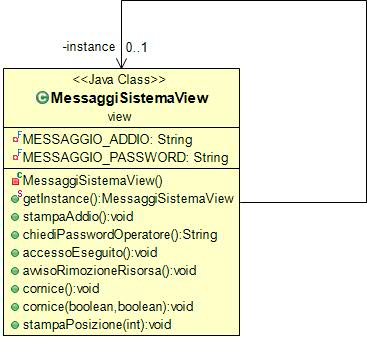 -instance 0..1
<<Java Class>>
MessaggiSistemaView
view
MESSAGGIO_ADDIO: String
MESSAGGIO_PASSWORD: String
MessaggiSistemaView()
getInstance():MessaggiSistemaView
stampaAddio():void
chiediPasswordOperatore():String
accessoEseguito():void
avvisoRimozioneRisorsa():void
cornice():void
cornice(boolean,boolean):void
stampaPosizione(int):void